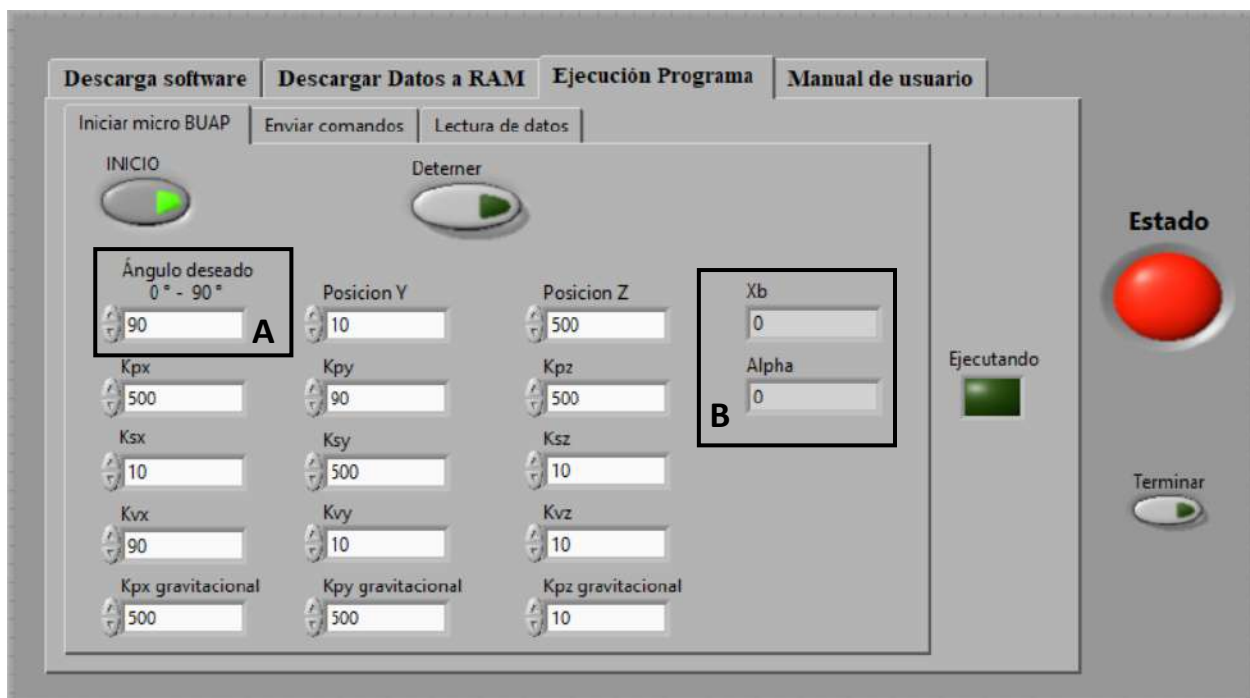 Descarga software
Descargar Datos a RAM
Ejecución Programa
Manual de usuario
Iniciar micro BUAP
Enviar comandos
Lectura de datos
INICIO
Deterner
Estado
Ángulo deseado
0° - 90°
90
A
Posicion Y
10
Posicion Z
500
Xb
0
Alpha
0
B
Kpx
500
Kpy
90
Kpz
500
Ksx
10
Ksy
500
Ksz
10
Kvx
90
Kvy
10
Kvz
10
Kpx gravitacional
500
Kpy gravitacional
500
Kpz gravitacional
10
Ejecutando
Terminar